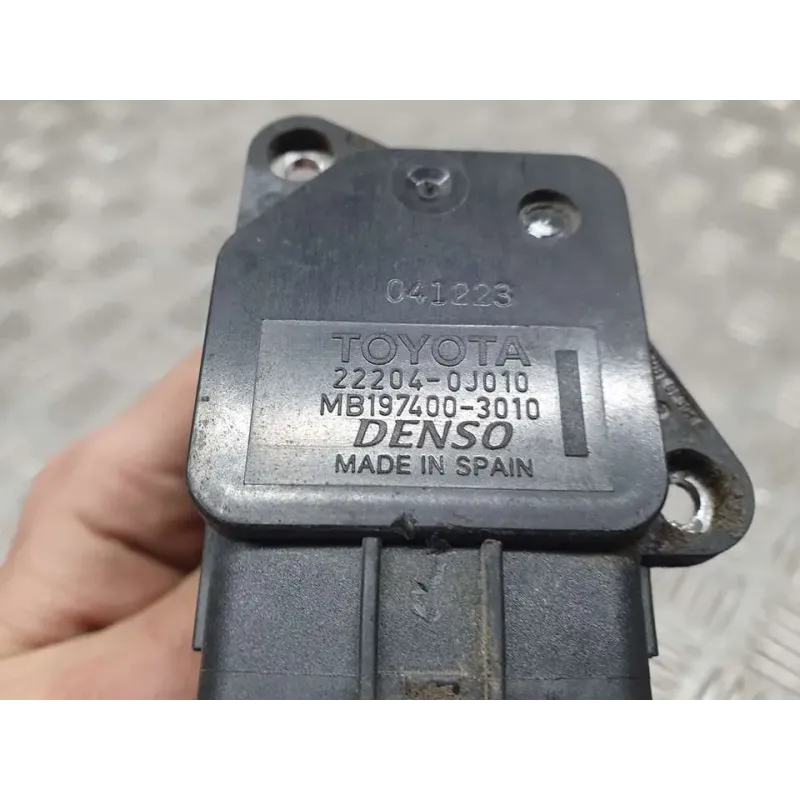 041223
TOYOTA
22204-0J010
MB197400-3010
DENSO
MADE IN SPAIN